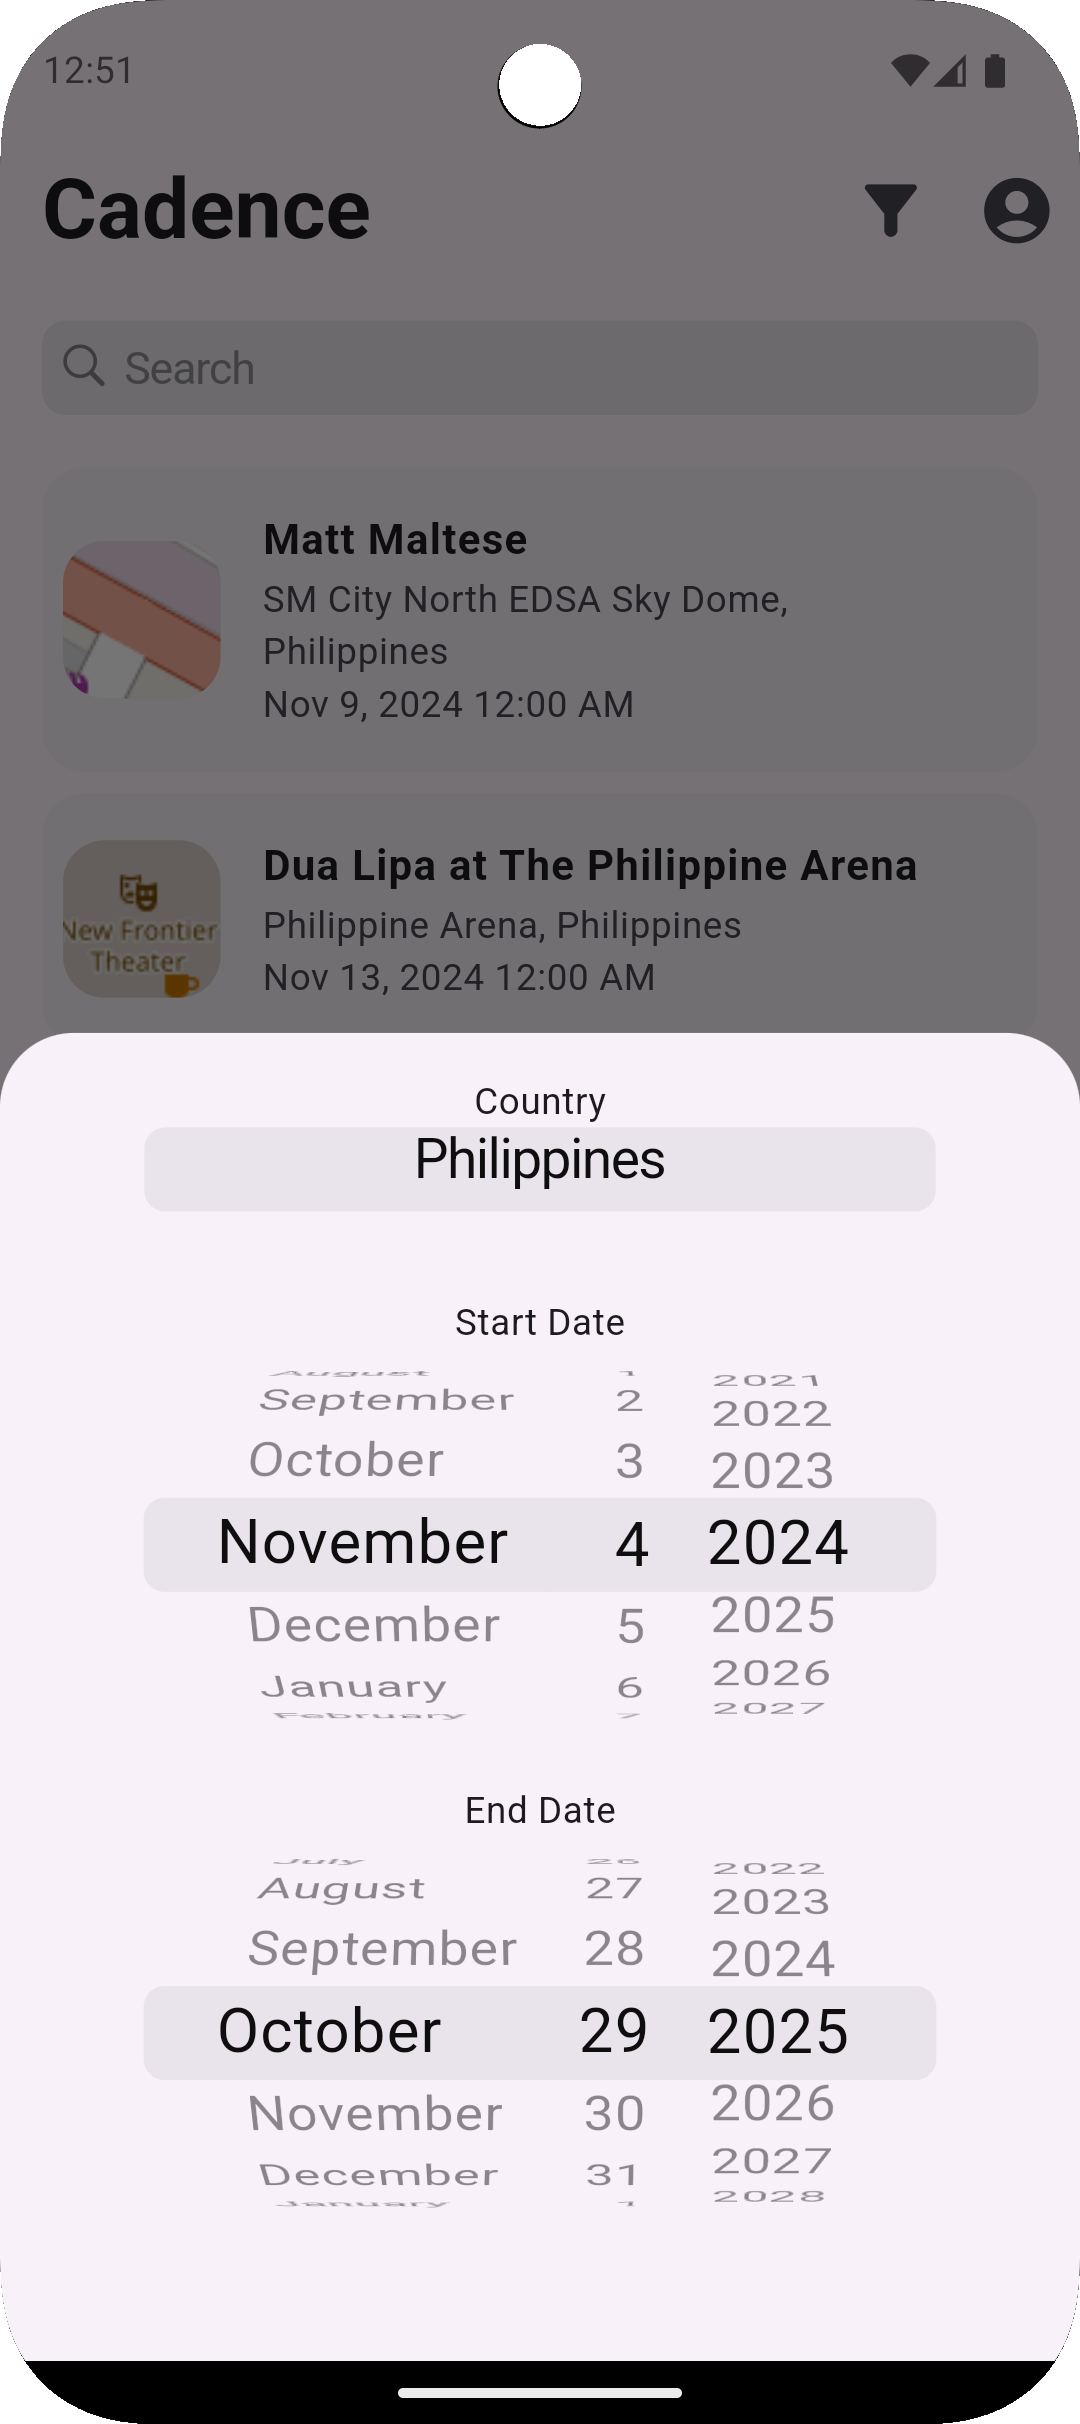 12:51
Cadence
Search
Matt Maltese
SM City North EDSA Sky Dome,
Philippines
Nov 9, 2024 12:00 AM
Dua Lipa at The Philippine Arena
New Frontier
Theater
Philippine Arena, Philippines
Nov 13, 2024 12:00 AM
Country
Philippines
Start Date
August 1 2021
September 2 2022
October 3 2023
November 4 2024
December 5 2025
January 6 2026
February 7 2027
End Date
July 26 2022
August 27 2023
September 28 2024
October 29 2025
November 30 2026
December 31 2027
January 1 2028